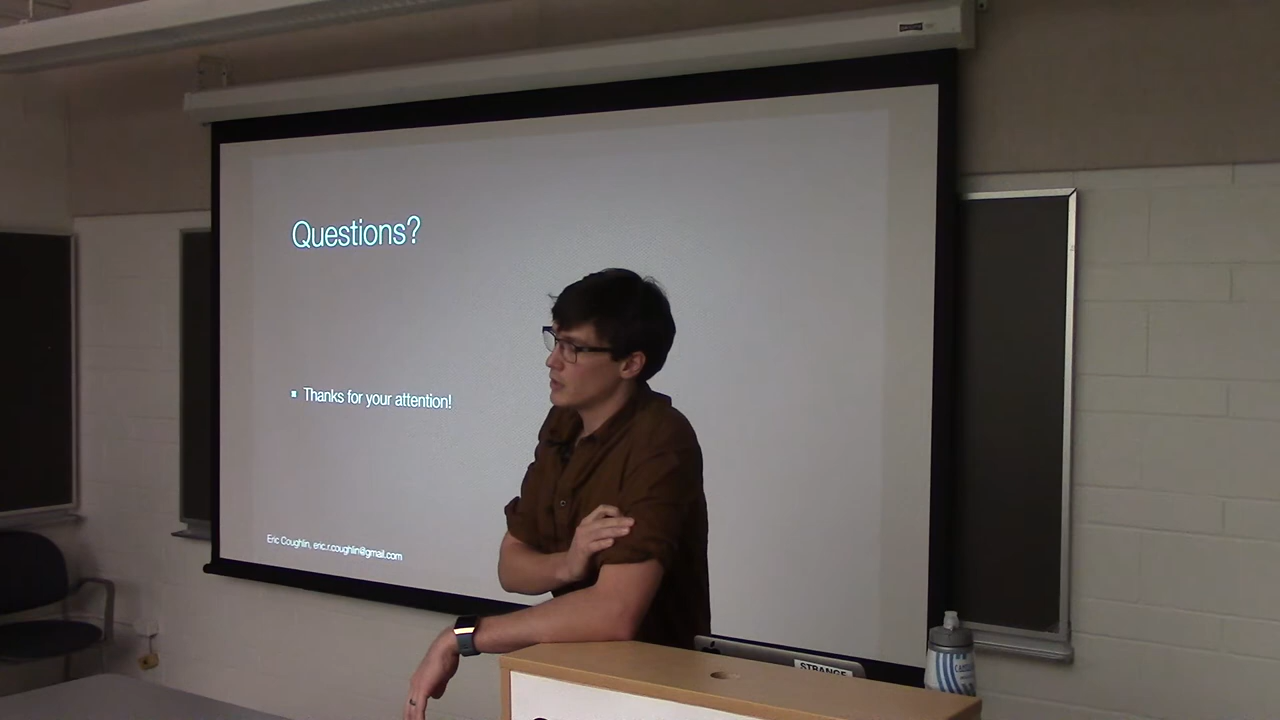 Questions?
Thanks for your attention!
Eric Coughlin, eric.r.coughlin@gmail.com
STRANGE